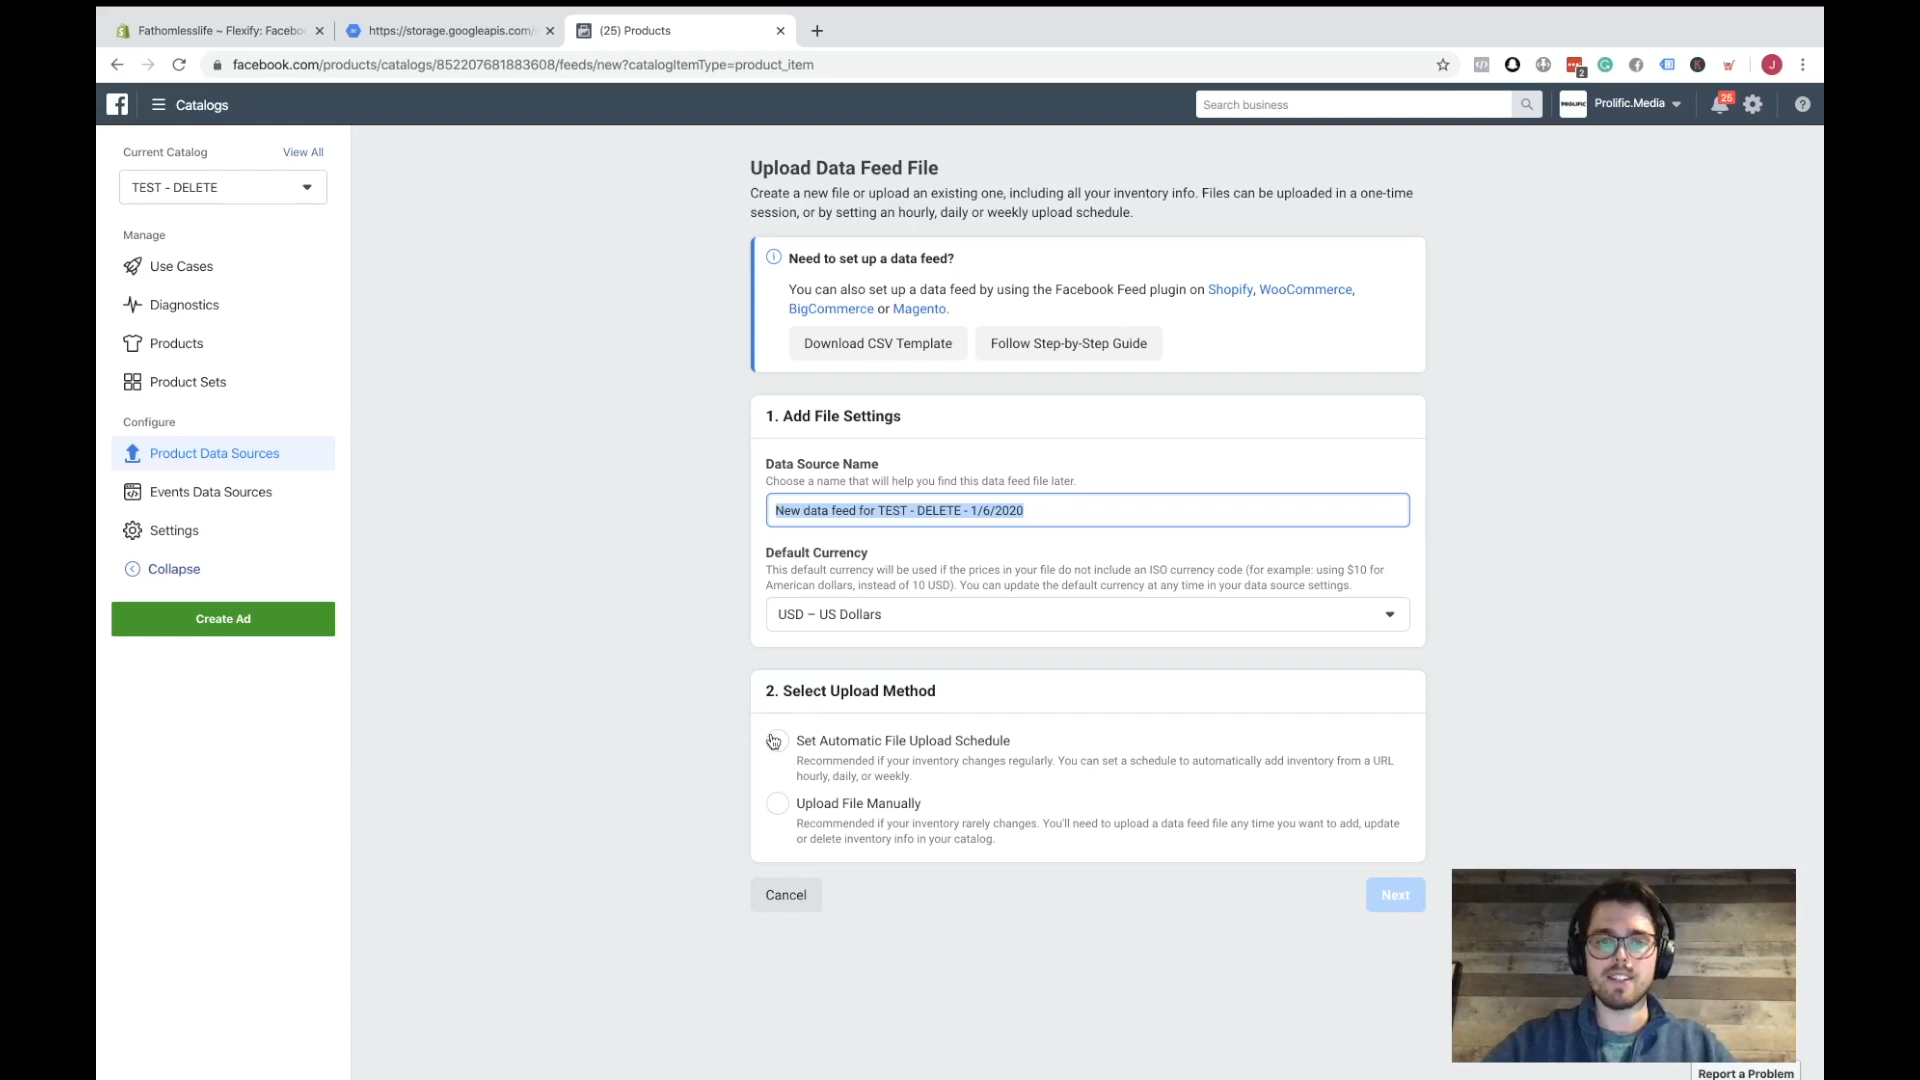 Fathomlesslife ~ Flexify: Facebo
https://storage.googleapis.com/
(25) Products
facebook.com/products/catalogs/852207681883608/feeds/new?catalogItemType=product_item
2
J
Catalogs
Search business
PROLIFIC
Prolific.Media
25
Current Catalog
View All
TEST - DELETE
Manage
Use Cases
Diagnostics
Products
Product Sets
Configure
Product Data Sources
Events Data Sources
Settings
Collapse
Create Ad
Upload Data Feed File
Create a new file or upload an existing one, including all your inventory info. Files can be uploaded in a one-time
session, or by setting an hourly, daily or weekly upload schedule.
Need to set up a data feed?
You can also set up a data feed by using the Facebook Feed plugin on Shopify, WooCommerce,
BigCommerce or Magento.
Download CSV Template
Follow Step-by-Step Guide
1. Add File Settings
Data Source Name
Choose a name that will help you find this data feed file later.
New data feed for TEST - DELETE - 1/6/2020
Default Currency
This default currency will be used if the prices in your file do not include an ISO currency code (for example: using $10 for
American dollars, instead of 10 USD). You can update the default currency at any time in your data source settings.
USD – US Dollars
2. Select Upload Method
Set Automatic File Upload Schedule
Recommended if your inventory changes regularly. You can set a schedule to automatically add inventory from a URL
hourly, daily, or weekly.
Upload File Manually
Recommended if your inventory rarely changes. You'll need to upload a data feed file any time you want to add, update
or delete inventory info in your catalog.
Cancel
Next
Report a Problem